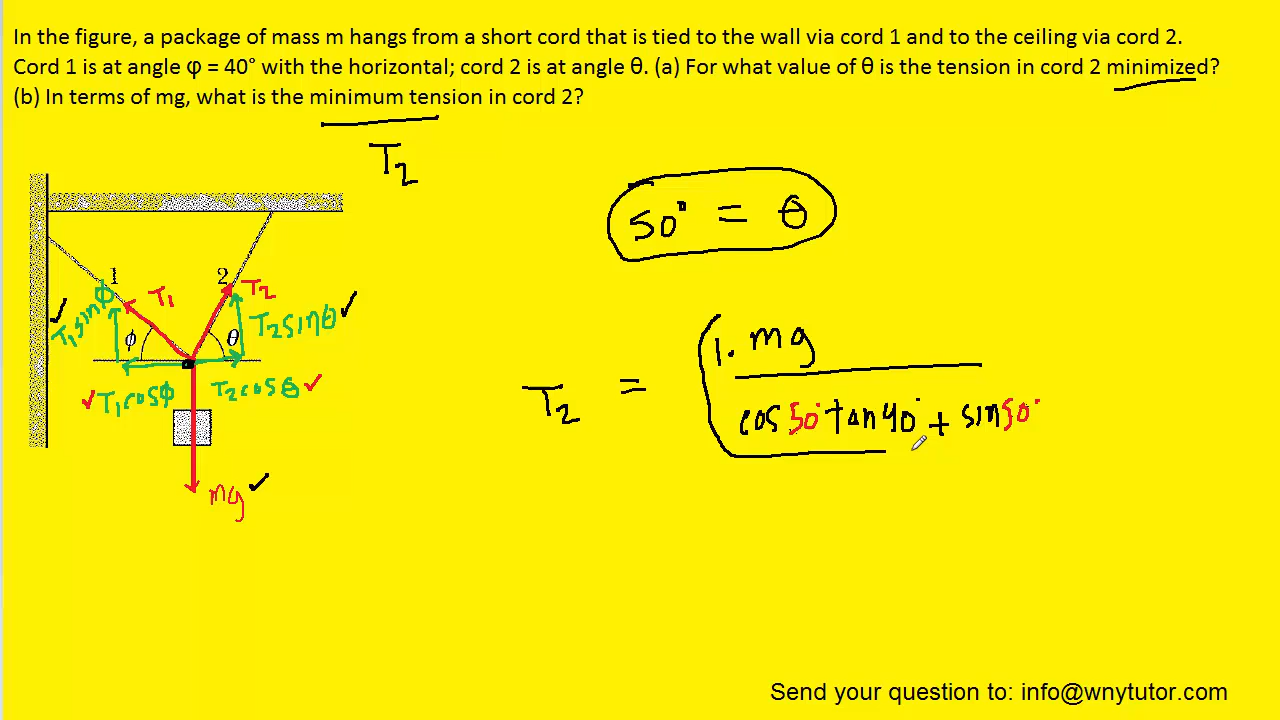 In the figure, a package of mass m hangs from a short cord that is tied to the wall via cord 1 and to the ceiling via cord 2.
Cord 1 is at angle φ = 40° with the horizontal; cord 2 is at angle θ. (a) For what value of θ is the tension in cord 2 minimized?
(b) In terms of mg, what is the minimum tension in cord 2?
T2
50° = θ
1
2
T1
T2
T1sinϕ
T2sinθ
ϕ
θ
T1cosϕ
T2cosθ
mg
T2 =
1. mg
cos 50° tan 40° + sin 50°
Send your question to: info@wnytutor.com